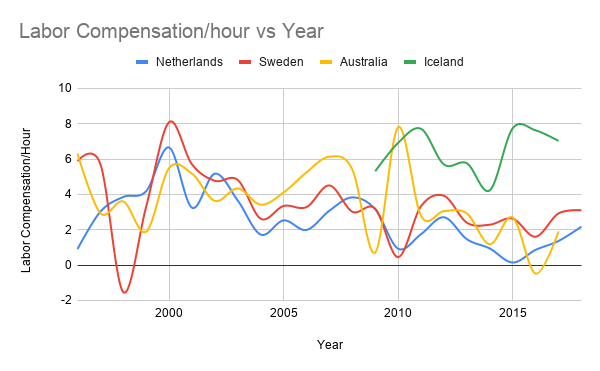 Labor Compensation/hour vs Year
Netherlands Sweden Australia Iceland
Labor Compensation/Hour
10
8
6
4
2
0
-2
2000 2005 2010 2015
Year